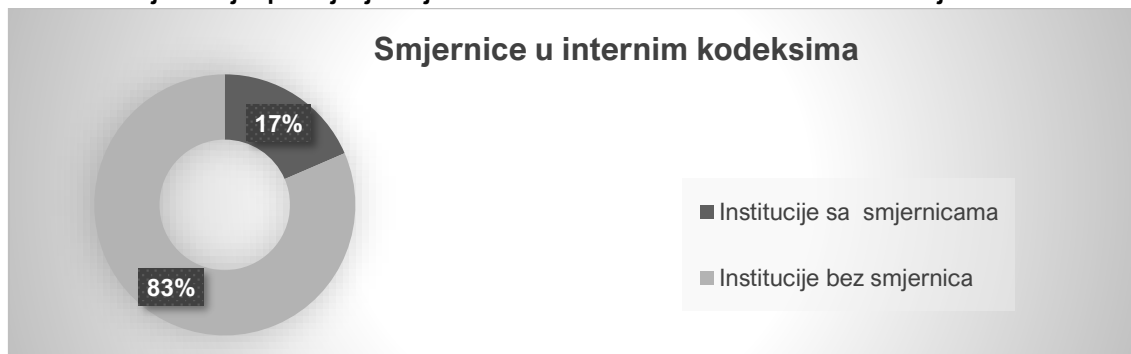 Smjernice u internim kodeksima
17%
Institucije sa smjernicama
Institucije bez smjernica
83%